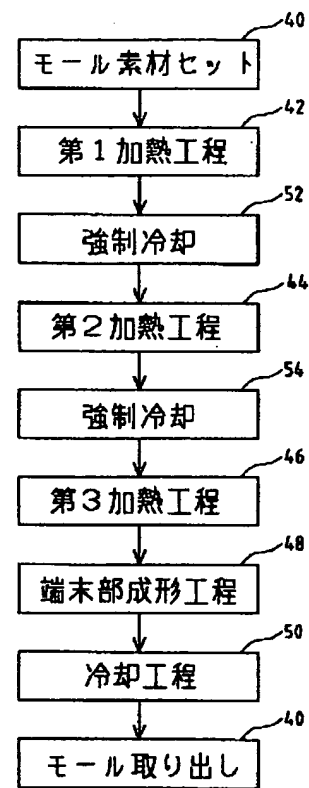 40
モール素材セット
42
第1加熱工程
52
強制冷却
44
第2加熱工程
54
強制冷却
46
第3加熱工程
48
端末部成形工程
50
冷却工程
40
モール取り出し